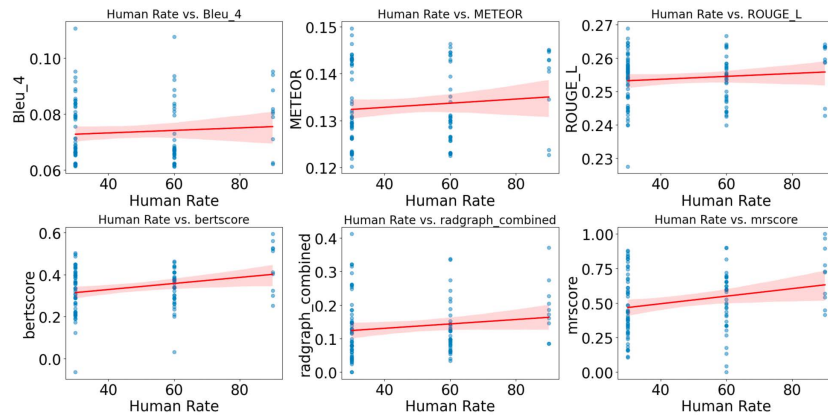 Human Rate vs. Bleu_4
Bleu_4
0.10
0.08
0.06
40
60
80
Human Rate
Human Rate vs. METEOR
METEOR
0.15
0.14
0.13
0.12
40
60
80
Human Rate
Human Rate vs. ROUGE_L
ROUGE_L
0.27
0.26
0.25
0.24
0.23
40
60
80
Human Rate
Human Rate vs. bertscore
bertscore
0.6
0.4
0.2
0.0
40
60
80
Human Rate
Human Rate vs. radgraph_combined
radgraph_combined
0.4
0.3
0.2
0.1
0.0
40
60
80
Human Rate
Human Rate vs. mrscore
mrscore
1.00
0.75
0.50
0.25
0.00
40
60
80
Human Rate